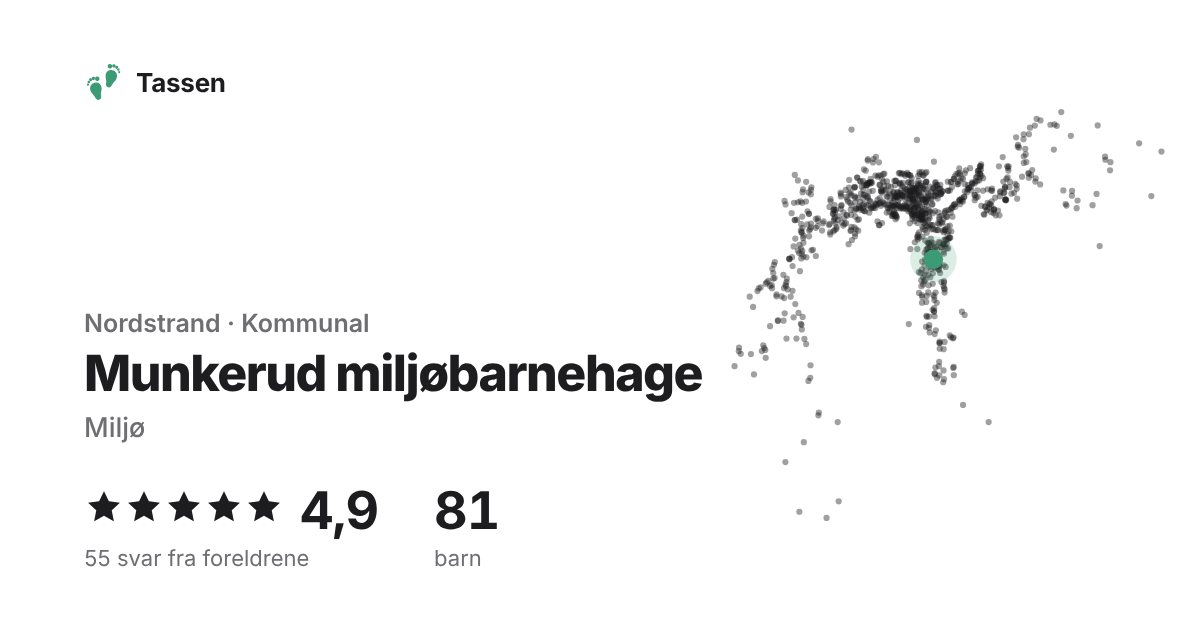 Tassen
Nordstrand · Kommunal
Munkerud miljøbarnehage
Miljø
4,9
81
55 svar fra foreldrene
barn